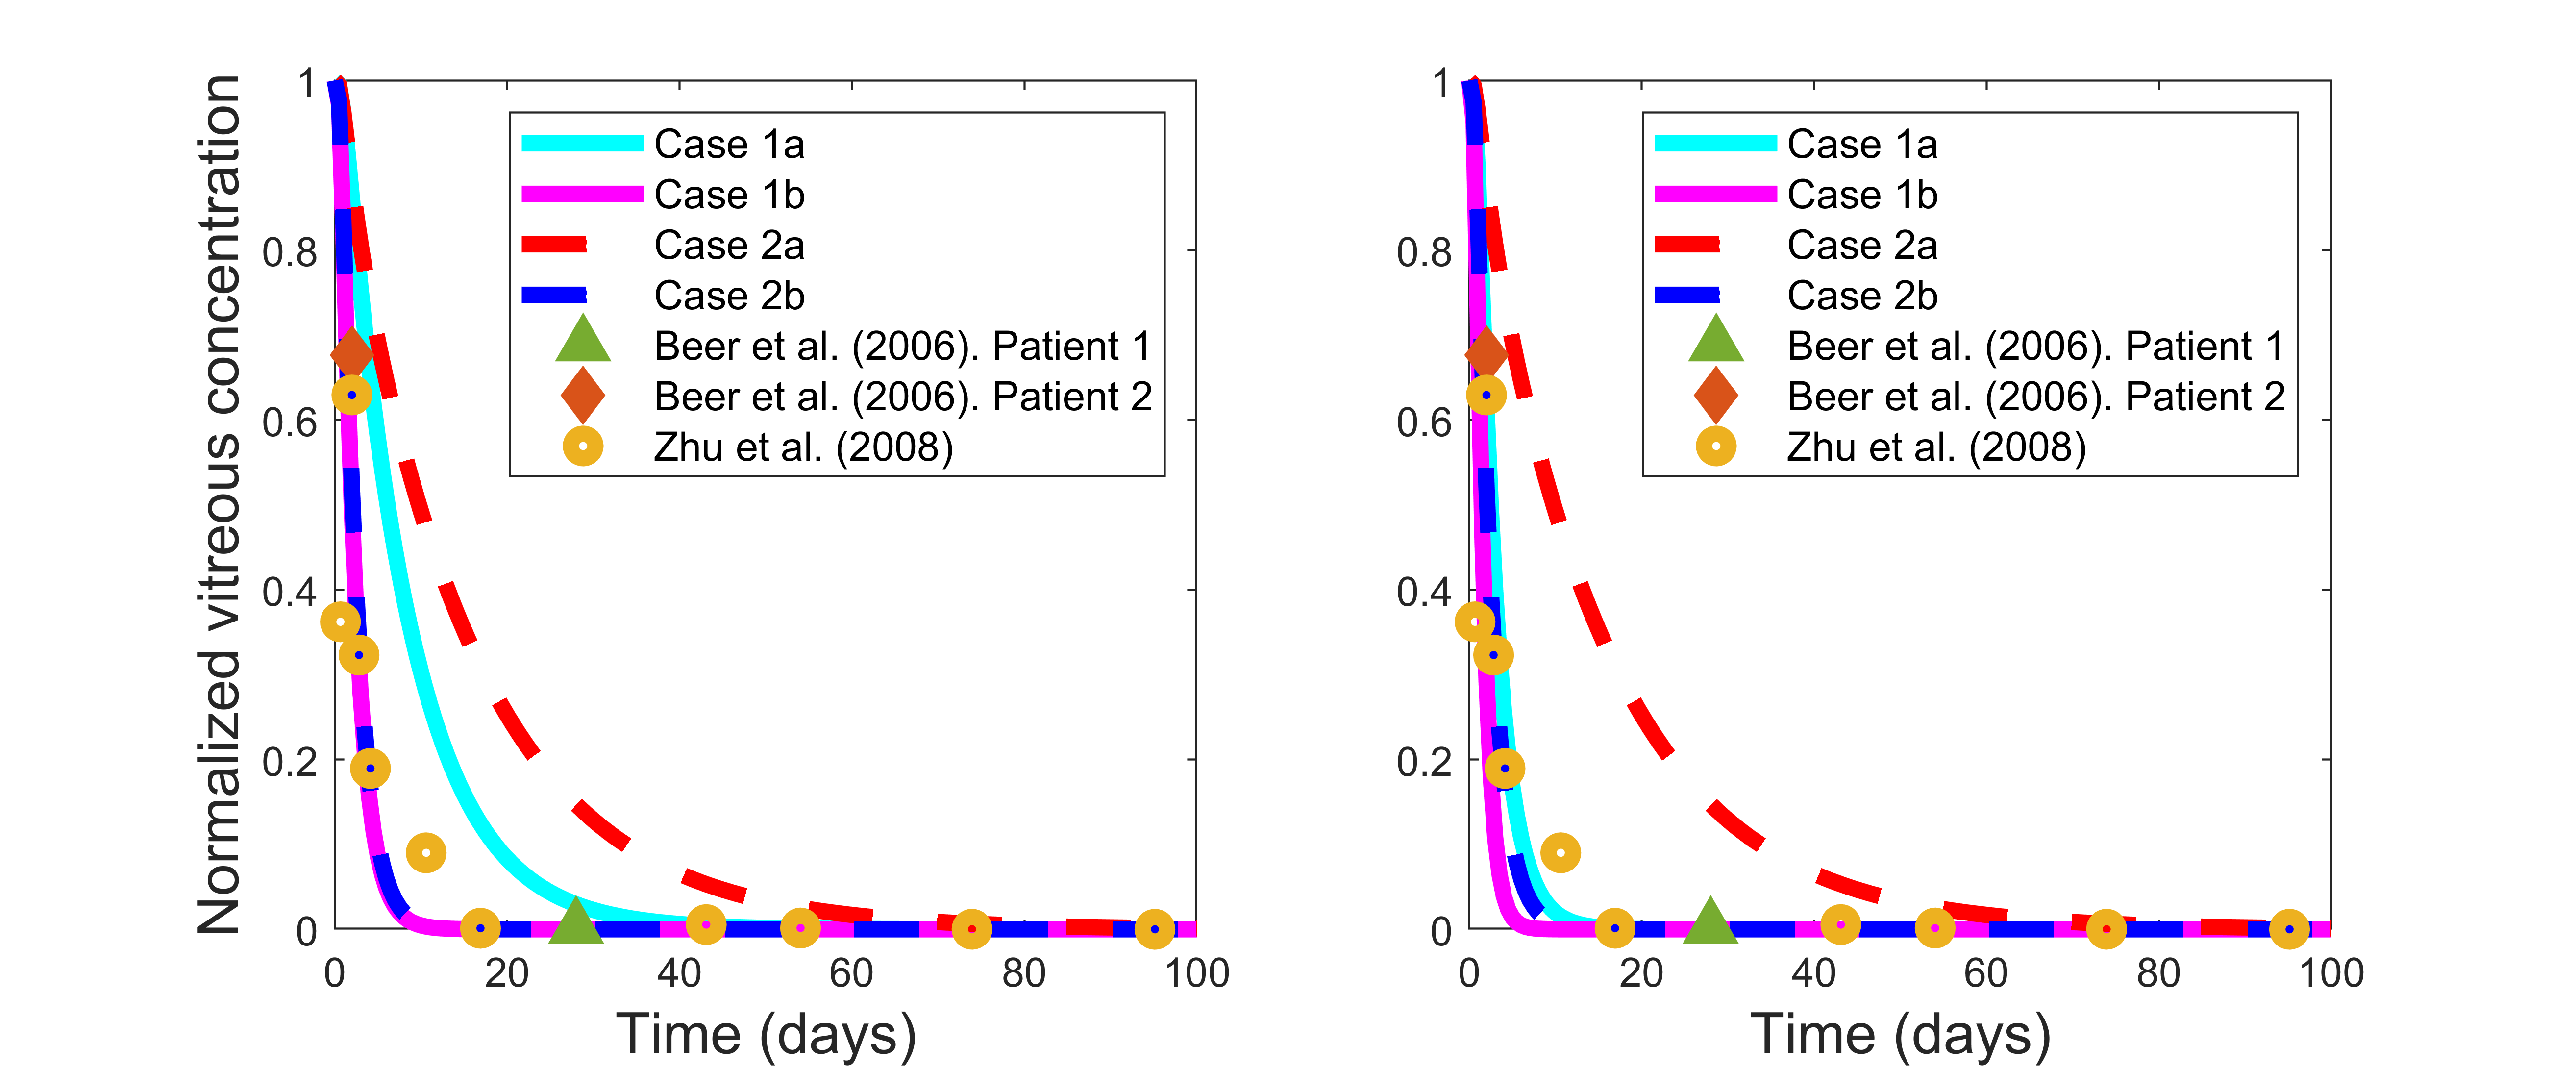 Normalized vitreous concentration
1
0.8
0.6
0.4
0.2
0
0 20 40 60 80 100
Time (days)
Case 1a
Case 1b
Case 2a
Case 2b
Beer et al. (2006). Patient 1
Beer et al. (2006). Patient 2
Zhu et al. (2008)
1
0.8
0.6
0.4
0.2
0
0 20 40 60 80 100
Time (days)
Case 1a
Case 1b
Case 2a
Case 2b
Beer et al. (2006). Patient 1
Beer et al. (2006). Patient 2
Zhu et al. (2008)